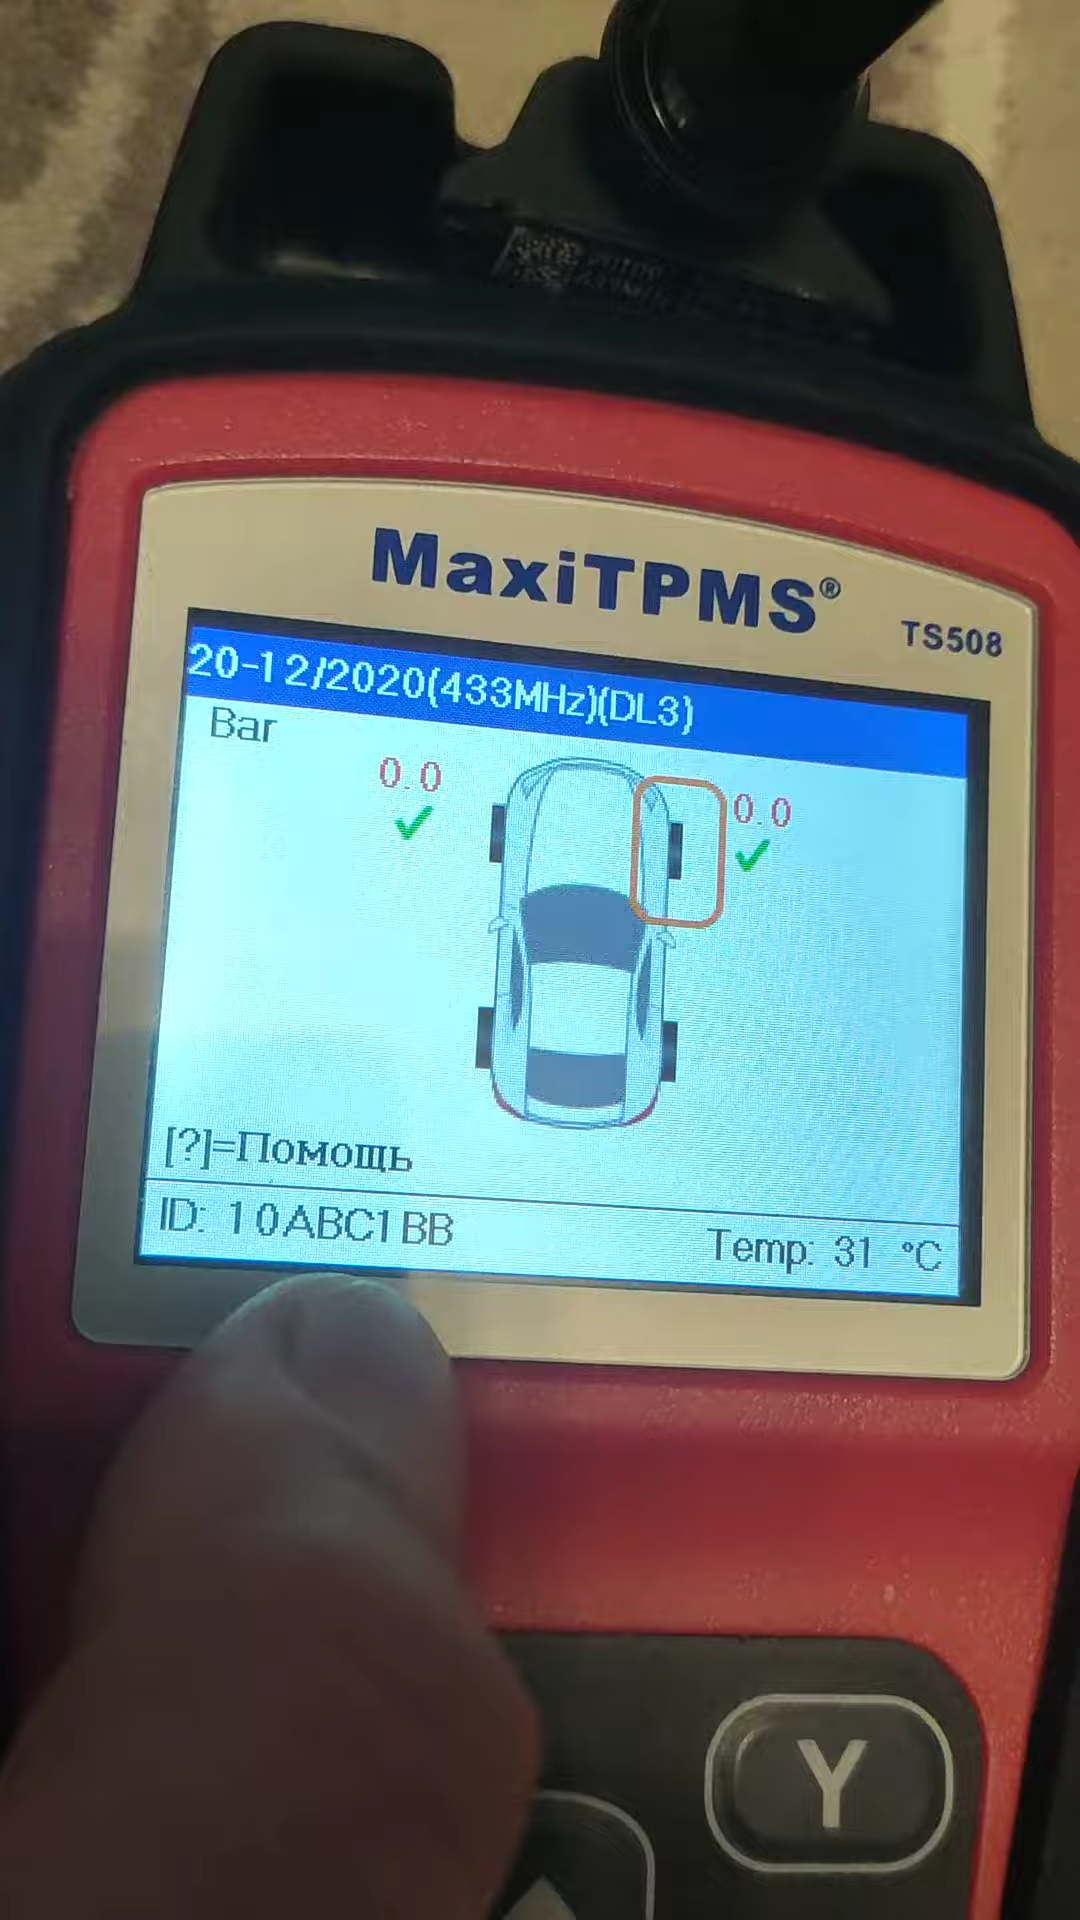 MaxiTPMS®
TS508
20-12/2020(433MHz)(DL3)
Bar
0.0
0.0
[?]=Помощь
ID: 10ABC1BB
Temp: 31 °C
Y